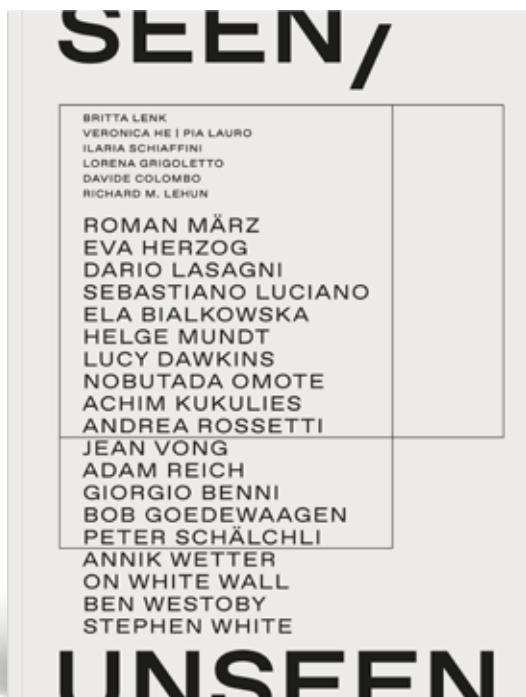 SEEN/
BRITTA LENK
VERONICA HE | PIA LAURO
ILARIA SCHIAFFINI
LORENA GRIGOLETTO
DAVIDE COLOMBO
RICHARD M. LEHUN
ROMAN MÄRZ
EVA HERZOG
DARIO LASAGNI
SEBASTIANO LUCIANO
ELA BIALKOWSKA
HELGE MUNDT
LUCY DAWKINS
NOBUTADA OMOTE
ACHIM KUKULIES
ANDREA ROSSETTI
JEAN VONG
ADAM REICH
GIORGIO BENNI
BOB GOEDEWAAGEN
PETER SCHÄLCHLI
ANNIK WETTER
ON WHITE WALL
BEN WESTOBY
STEPHEN WHITE
UNSEEN